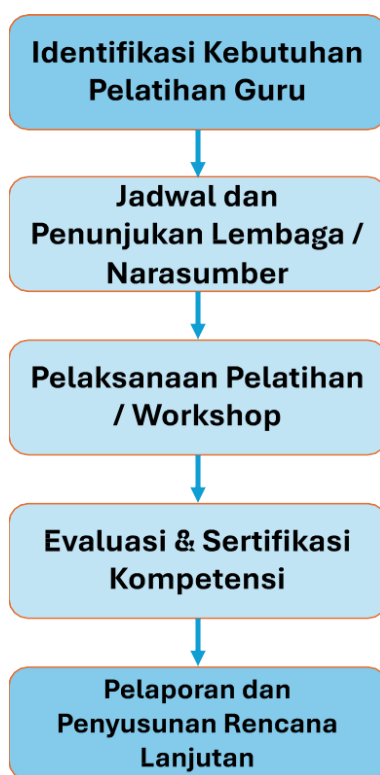 Identifikasi Kebutuhan
Pelatihan Guru
Jadwal dan
Penunjukan Lembaga /
Narasumber
Pelaksanaan Pelatihan
/ Workshop
Evaluasi & Sertifikasi
Kompetensi
Pelaporan dan
Penyusunan Rencana
Lanjutan